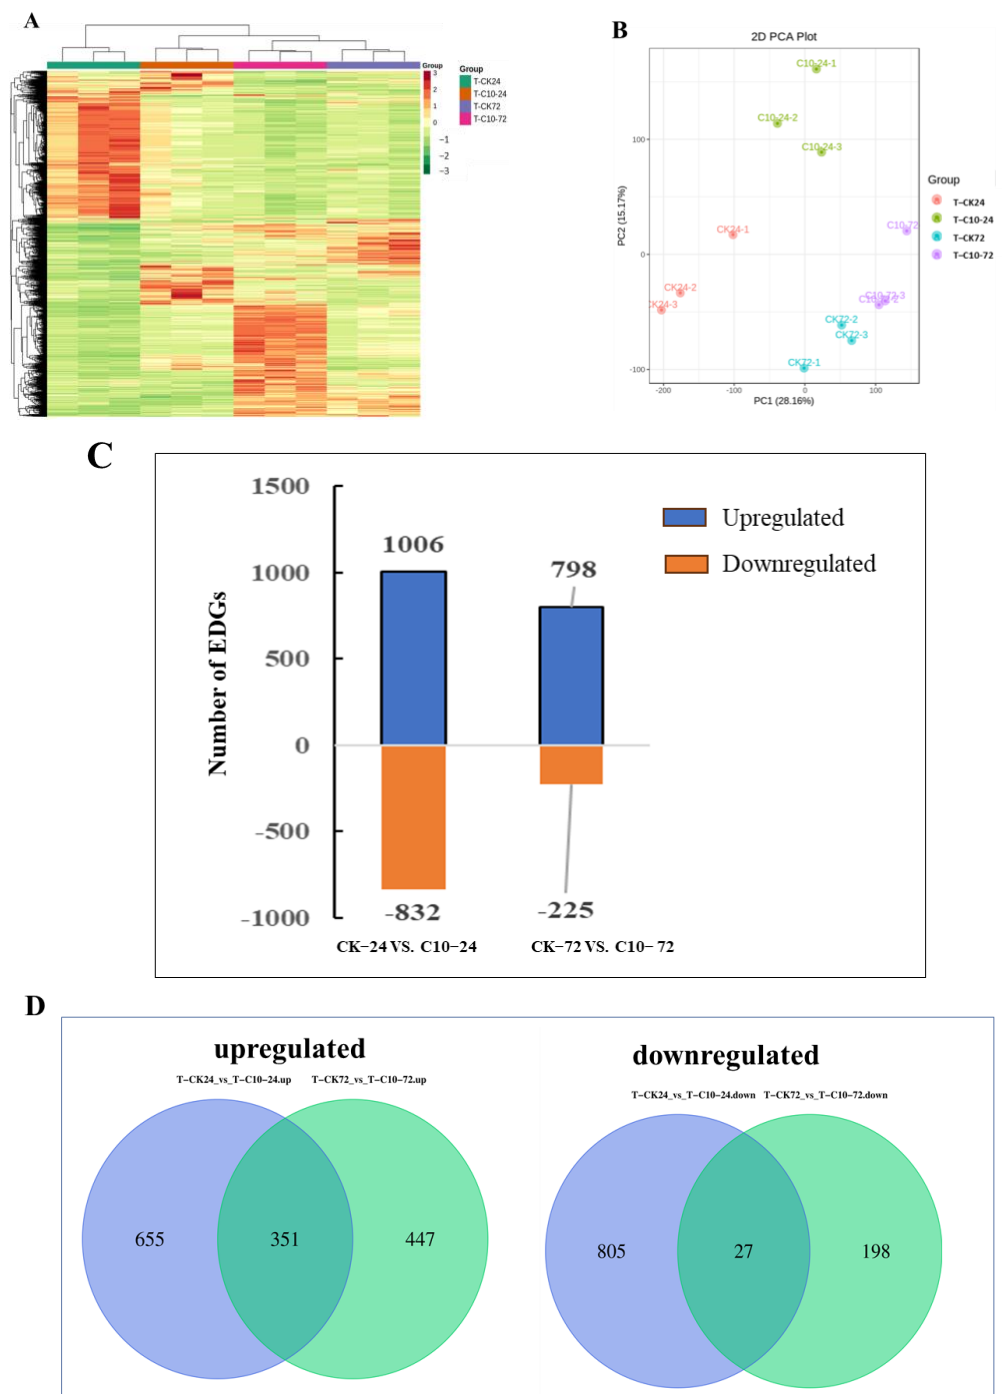 A
Group
3
2
1
0
−1
−2
−3
Group
T-CK24
T-C10-24
T-CK72
T-C10-72
B
2D PCA Plot
C10-24-1
C10-24-2
C10-24-3
CK24-1
CK24-2
CK24-3
C10-72
C10-72-3
CK72-2
CK72-3
CK72-1
100
0
-100
-200
-100
0
100
PC2 (15.17%)
PC1 (28.16%)
Group
T-CK24
T-C10-24
T-CK72
T-C10-72
C
1500
1000
500
0
-500
-1000
Number of EDGs
1006
798
-832
-225
CK−24 VS. C10−24
CK−72 VS. C10−72
Upregulated
Downregulated
D
upregulated
T−CK24_vs_T−C10−24.up
T−CK72_vs_T−C10−72.up
655
351
447
downregulated
T−CK24_vs_T−C10−24.down
T−CK72_vs_T−C10−72.down
805
27
198